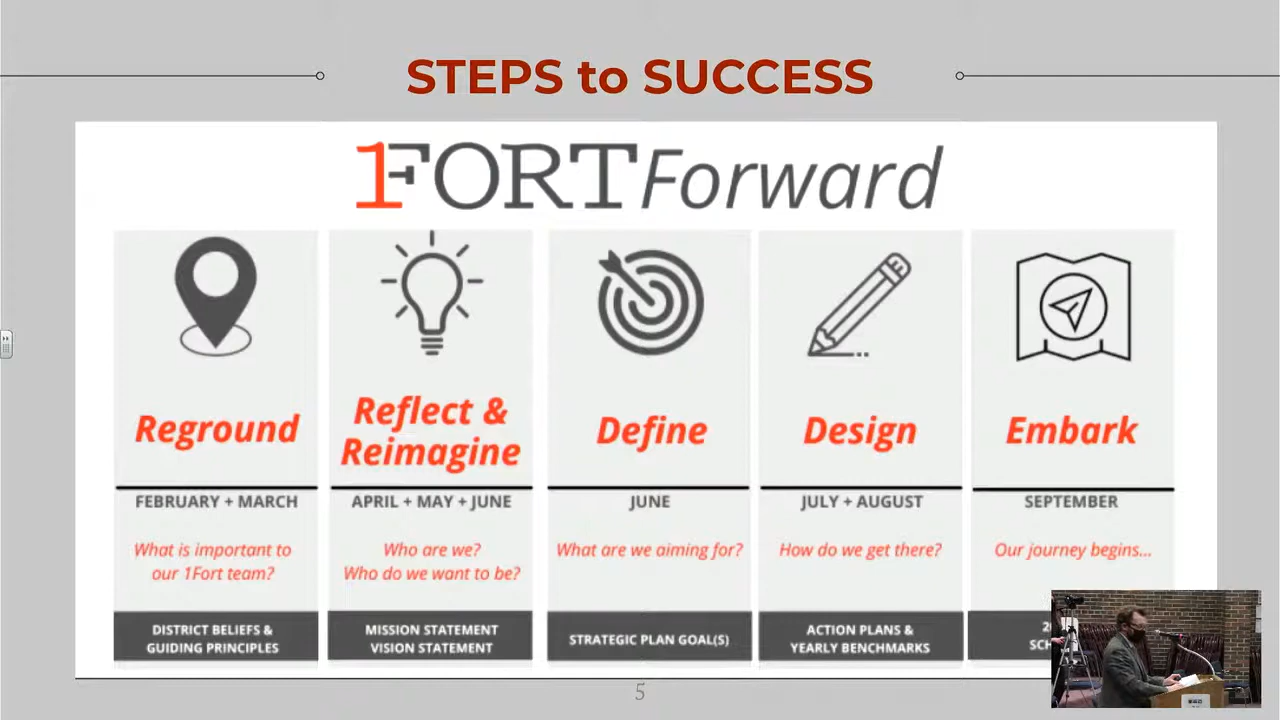 STEPS to SUCCESS
1FORT Forward
Reground
Reflect &
Reimagine
Define
Design
Embark
FEBRUARY + MARCH
APRIL + MAY + JUNE
JUNE
JULY + AUGUST
SEPTEMBER
What is important to
our 1Fort team?
Who are we?
Who do we want to be?
What are we aiming for?
How do we get there?
Our journey begins...
DISTRICT BELIEFS &
GUIDING PRINCIPLES
MISSION STATEMENT
VISION STATEMENT
STRATEGIC PLAN GOAL(S)
ACTION PLANS &
YEARLY BENCHMARKS
5